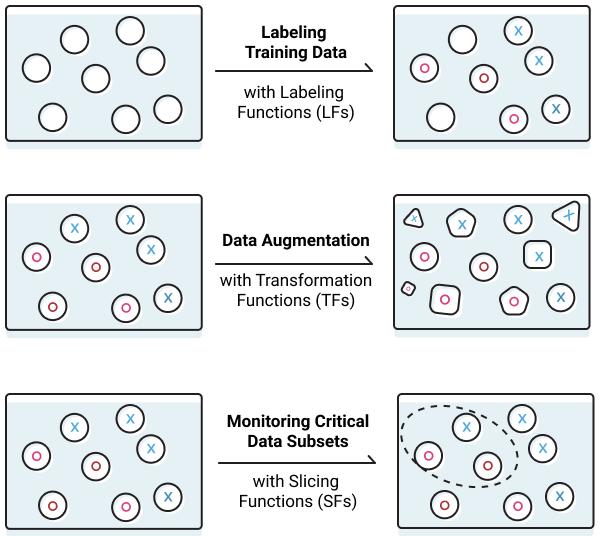 Labeling
Training Data
with Labeling
Functions (LFs)
X
X
O
O
O
X
Data Augmentation
with Transformation
Functions (TFs)
X
X
X
O
O
O
O
X
X
X
X
X
O
O
X
O
O
O
X
Monitoring Critical
Data Subsets
with Slicing
Functions (SFs)
X
X
X
O
O
O
O
X
X
X
X
O
O
O
O
X